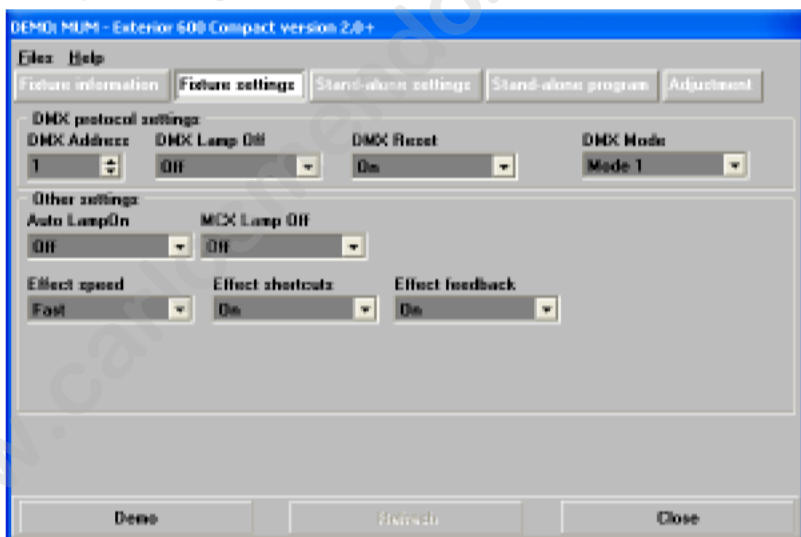 DEMO: MUM - Exterior 600 Compact version 2.0+
Files Help
Fixture information Fixture settings Stand-alone settings Stand-alone program Adjustment
DMX protocol settings
DMX Address DMX Lamp Off DMX Reset DMX Mode
1 Off On Mode 1
Other settings
Auto LampOn MCX Lamp Off
Off Off
Effect speed Effect shortcuts Effect feedback
Fast On On
Demo Refresh Close